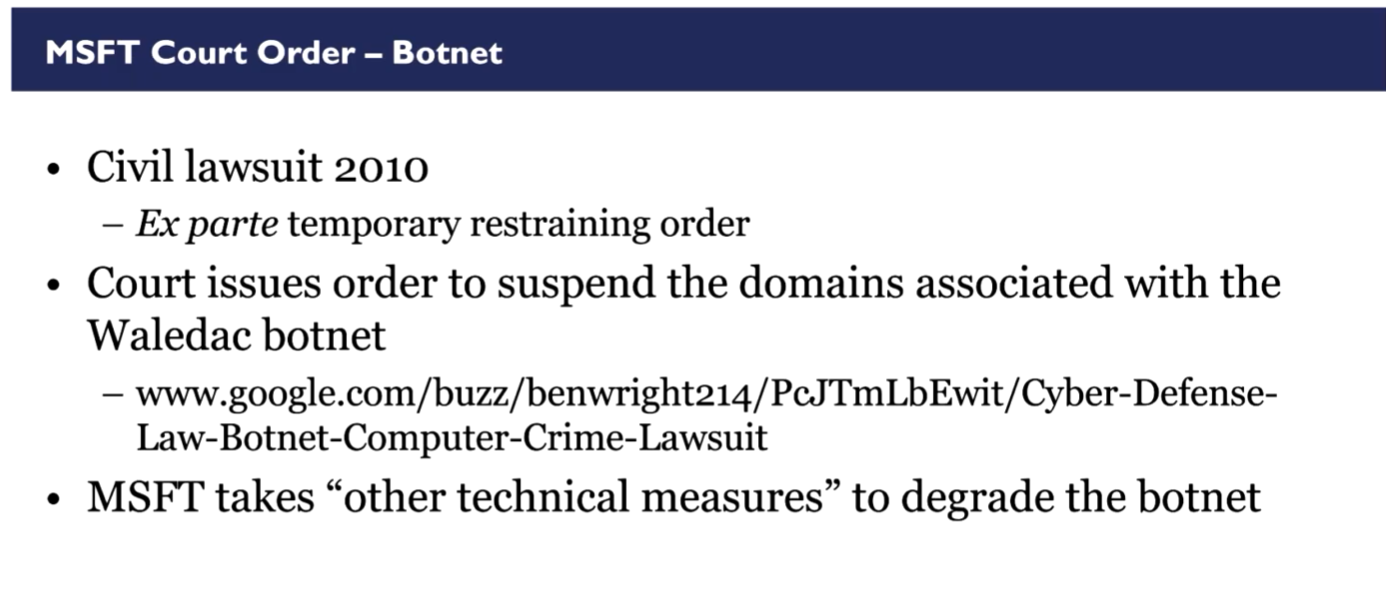 MSFT Court Order – Botnet
• Civil lawsuit 2010
– Ex parte temporary restraining order
• Court issues order to suspend the domains associated with the
Waledac botnet
– www.google.com/buzz/benwright214/PcJTmLbEwit/Cyber-Defense-
Law-Botnet-Computer-Crime-Lawsuit
• MSFT takes “other technical measures” to degrade the botnet